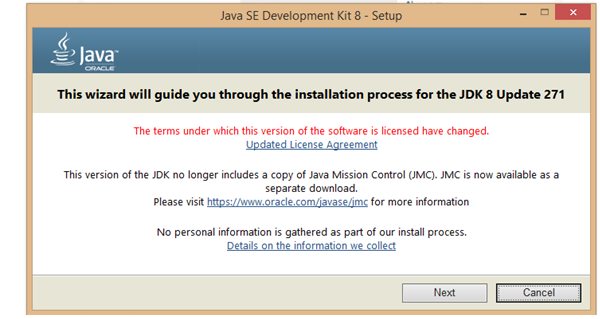 Java SE Development Kit 8 - Setup
Java™
ORACLE
This wizard will guide you through the installation process for the JDK 8 Update 271
The terms under which this version of the software is licensed have changed.
Updated License Agreement
This version of the JDK no longer includes a copy of Java Mission Control (JMC). JMC is now available as a
separate download.
Please visit https://www.oracle.com/javase/jmc for more information
No personal information is gathered as part of our install process.
Details on the information we collect
Next
Cancel